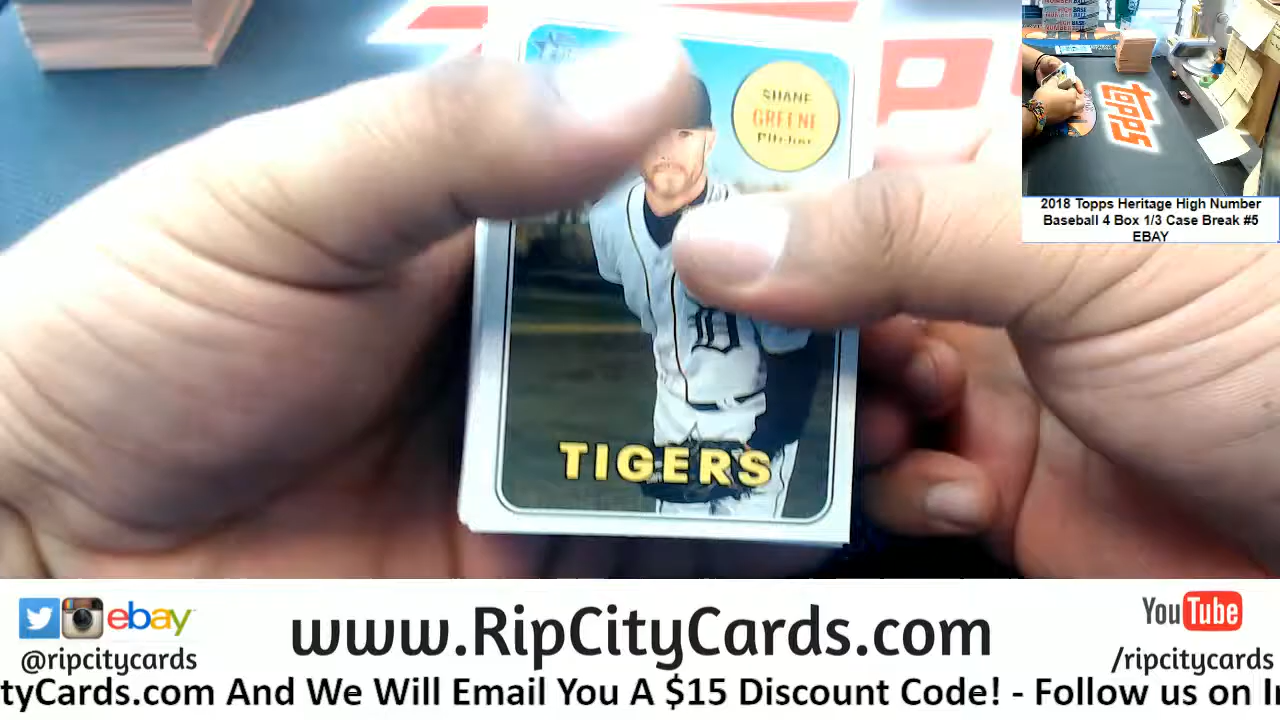 SHANE
GREENE
Pitcher
D
TIGERS
topps
2018 Topps Heritage High Number
Baseball 4 Box 1/3 Case Break #5
EBAY
ebay
@ripcitycards
www.RipCityCards.com
YouTube
/ripcitycards
tyCards.com And We Will Email You A $15 Discount Code! - Follow us on I